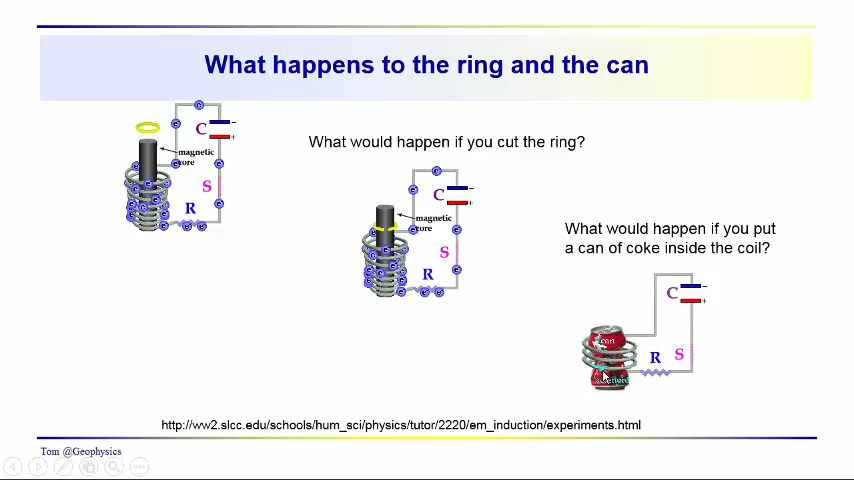 What happens to the ring and the can
C
−
+
magnetic
core
S
R
What would happen if you cut the ring?
C
−
+
magnetic
core
S
R
What would happen if you put
a can of coke inside the coil?
C
−
+
R
S
can
http://ww2.slcc.edu/schools/hum_sci/physics/tutor/2220/em_induction/experiments.html
Tom @Geophysics